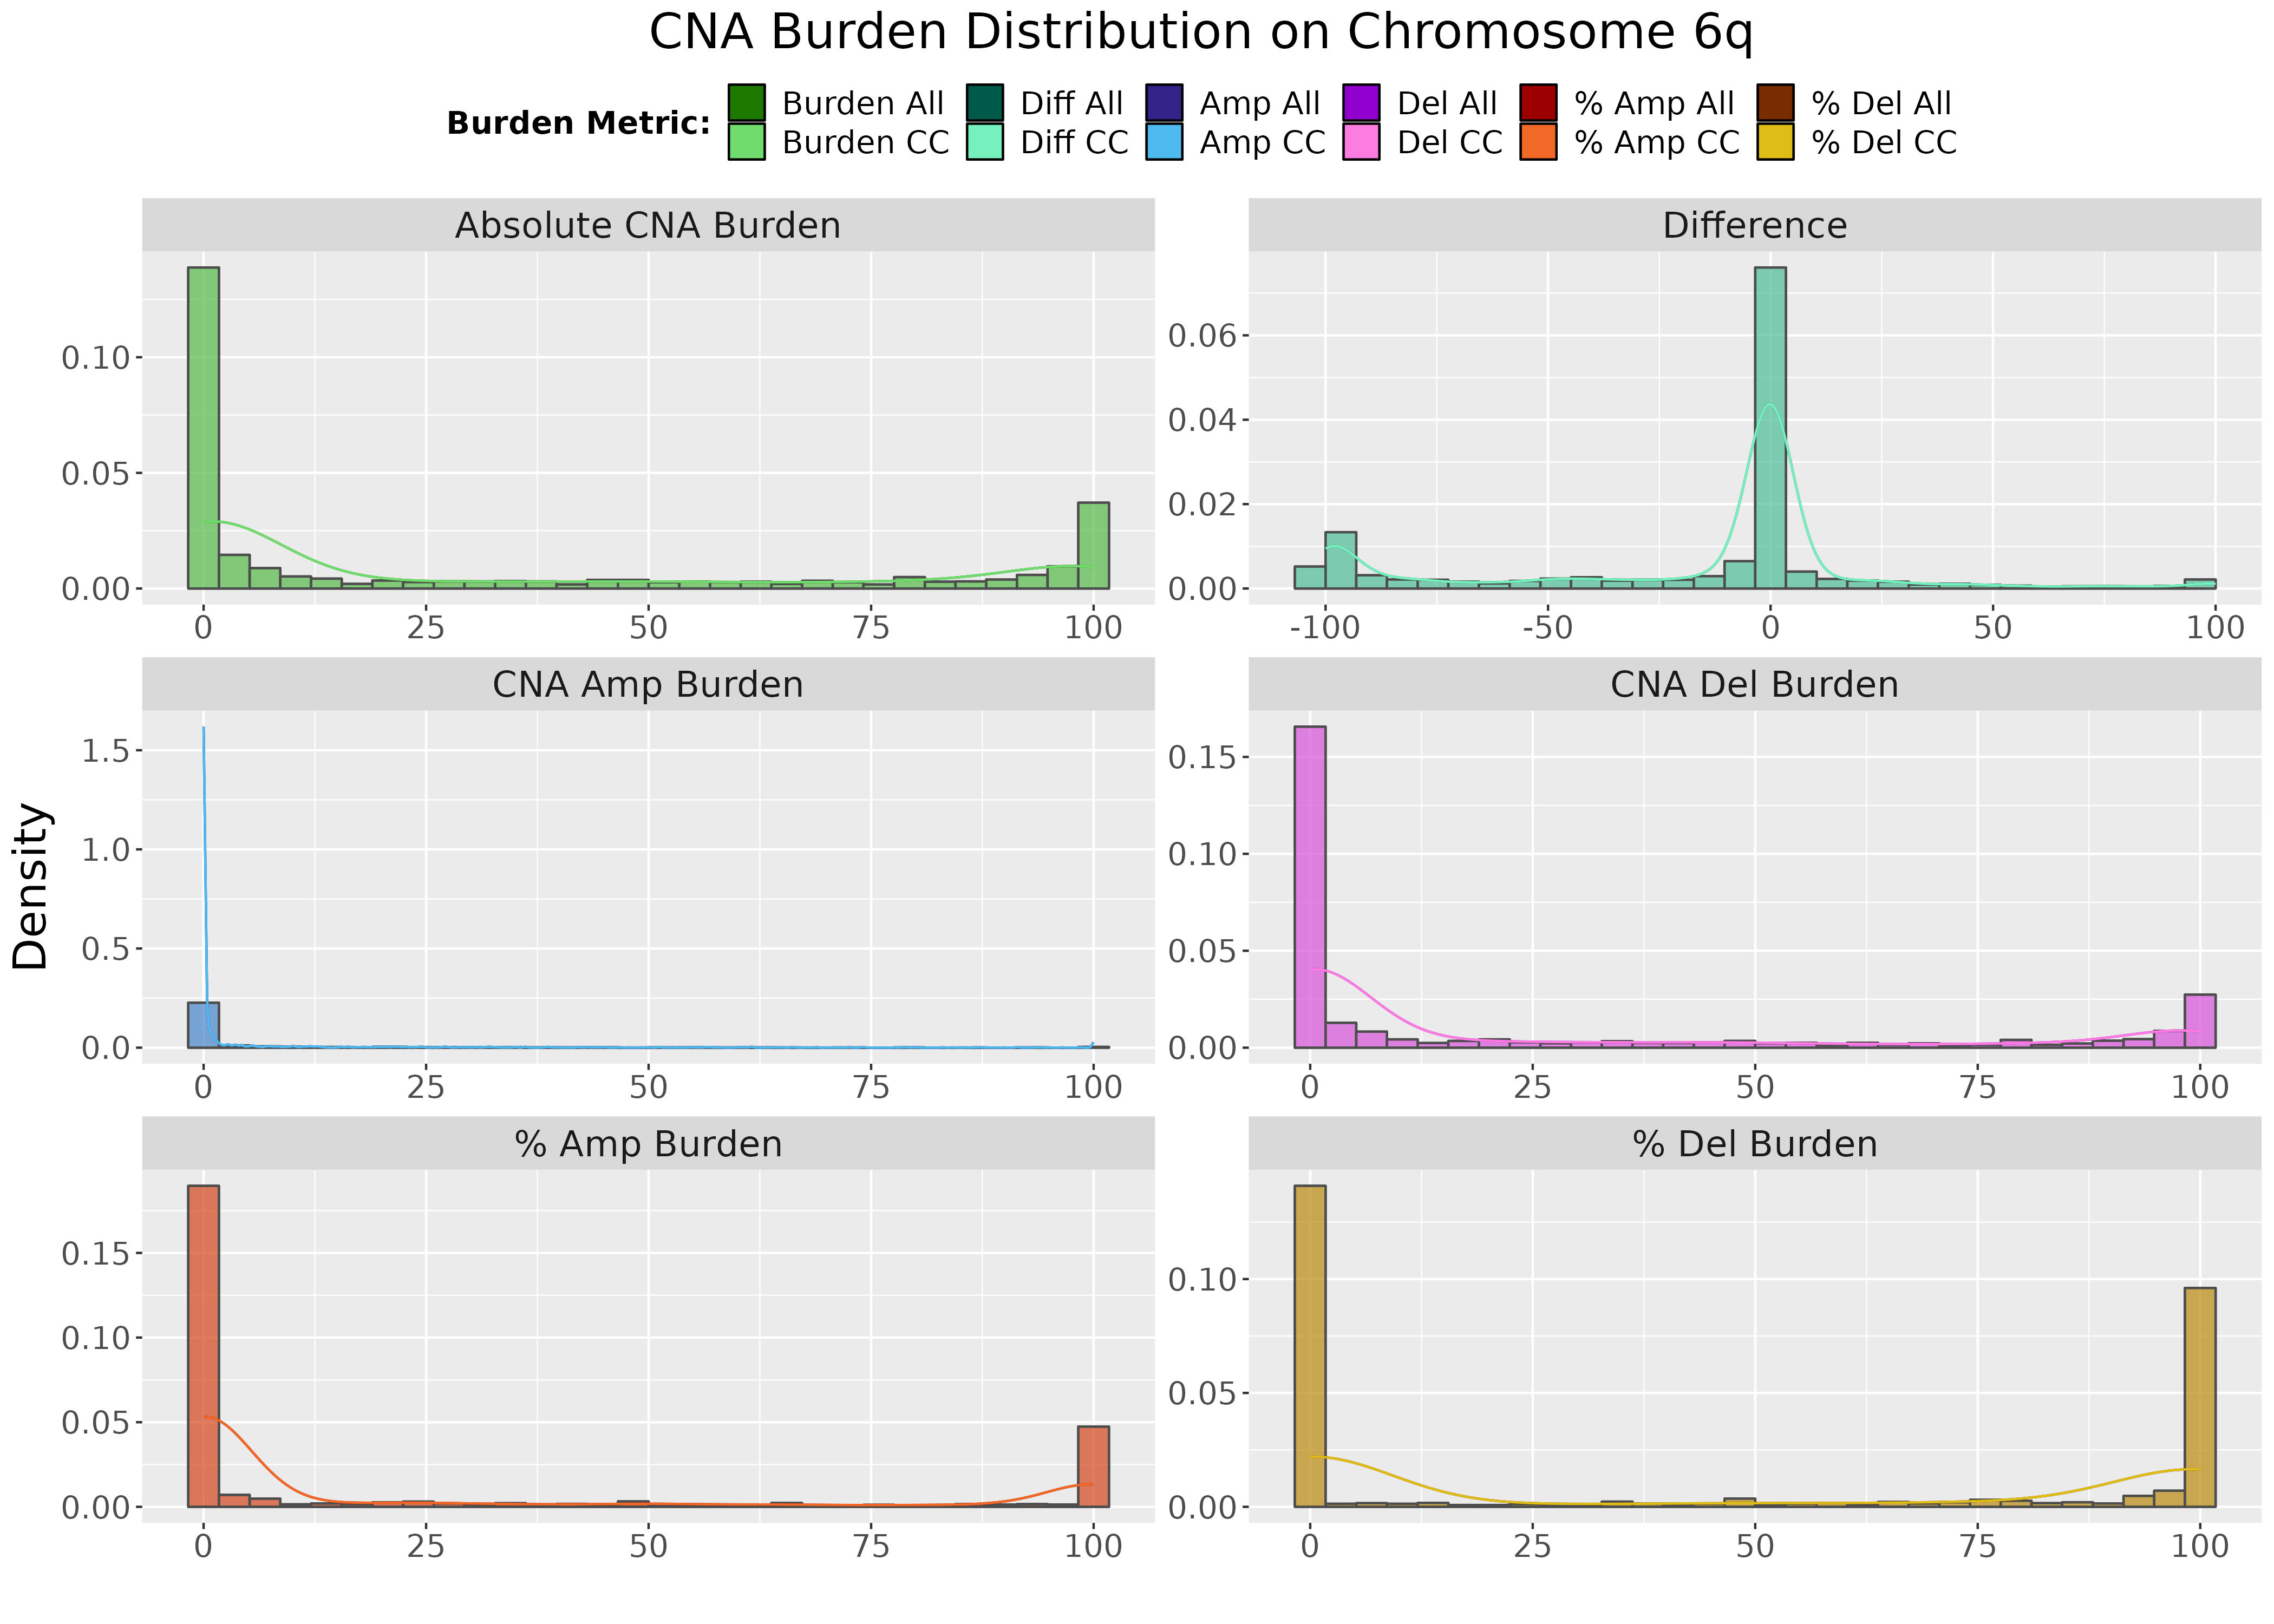 CNA Burden Distribution on Chromosome 6q
Burden Metric:
Burden All Diff All Amp All Del All % Amp All % Del All
Burden CC Diff CC Amp CC Del CC % Amp CC % Del CC
Absolute CNA Burden
0.10
0.05
0.00
0 25 50 75 100
Difference
0.06
0.04
0.02
0.00
-100 -50 0 50 100
CNA Amp Burden
1.5
1.0
0.5
0.0
0 25 50 75 100
CNA Del Burden
0.15
0.10
0.05
0.00
0 25 50 75 100
% Amp Burden
0.15
0.10
0.05
0.00
0 25 50 75 100
% Del Burden
0.10
0.05
0.00
0 25 50 75 100
Density